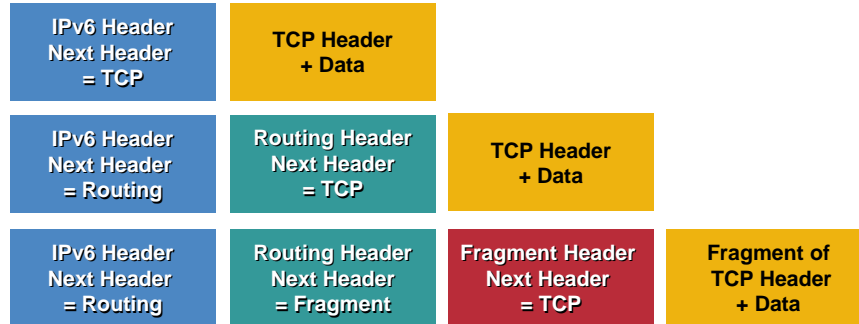 IPv6 Header
Next Header
= TCP
TCP Header
+ Data
IPv6 Header
Next Header
= Routing
Routing Header
Next Header
= TCP
TCP Header
+ Data
IPv6 Header
Next Header
= Routing
Routing Header
Next Header
= Fragment
Fragment Header
Next Header
= TCP
Fragment of
TCP Header
+ Data